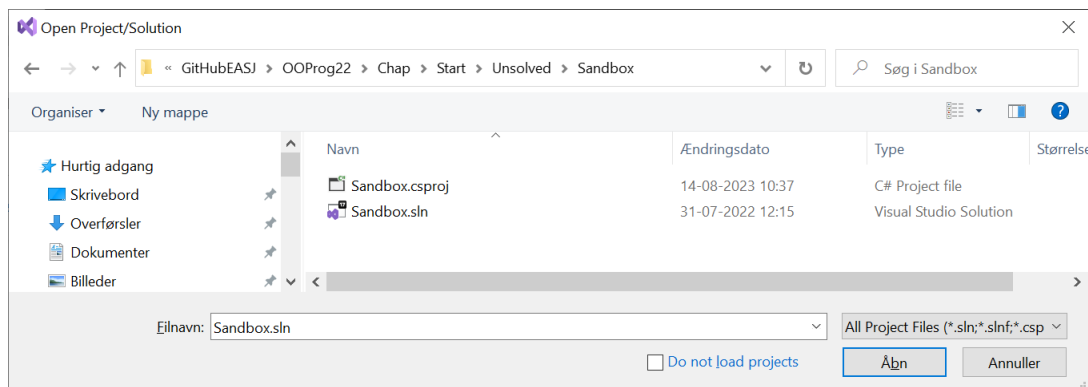 Open Project/Solution
« GitHubEASJ > OOProg22 > Chap > Start > Unsolved > Sandbox
Søg i Sandbox
Organiser
Ny mappe
Hurtig adgang
Skrivebord
Overførsler
Dokumenter
Billeder
Navn Ændringsdato Type Størrelse
Sandbox.csproj 14-08-2023 10:37 C# Project file
Sandbox.sln 31-07-2022 12:15 Visual Studio Solution
Filnavn: Sandbox.sln
All Project Files (*.sln;*.slnf;*.csp
Do not load projects
Åbn
Annuller